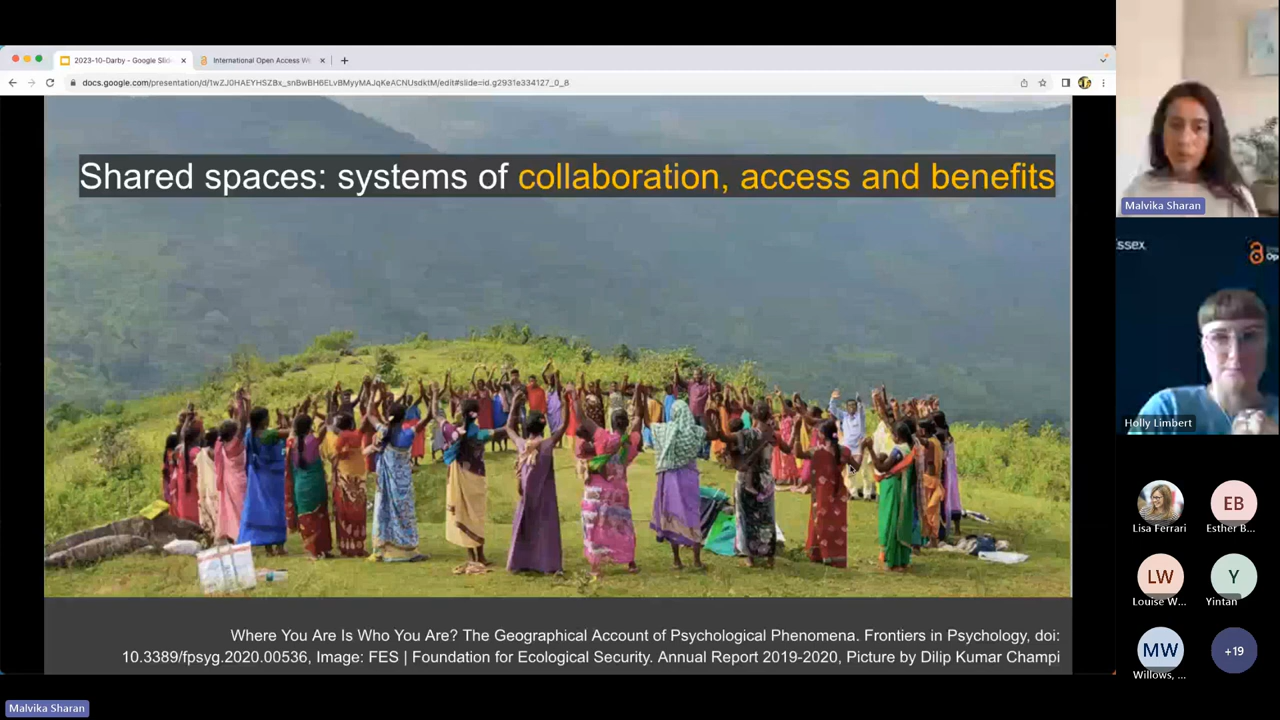 2023-10-Darby - Google Slid
International Open Access We
docs.google.com/presentation/d/1wZJ0HAEYHSZBx_snBwBH6ELvBMyyMAJqKeACNUsdkfM/edit#slide=id.g2931e334127_0_8
Shared spaces: systems of collaboration, access and benefits
Where You Are Is Who You Are? The Geographical Account of Psychological Phenomena. Frontiers in Psychology, doi:
10.3389/fpsyg.2020.00536, Image: FES | Foundation for Ecological Security. Annual Report 2019-2020, Picture by Dilip Kumar Champi
Malvika Sharan
Essex
Op
Holly Limbert
Lisa Ferrari
EB
Esther B...
LW
Louise W...
Y
Yintan
MW
Willows, ...
+19
Malvika Sharan